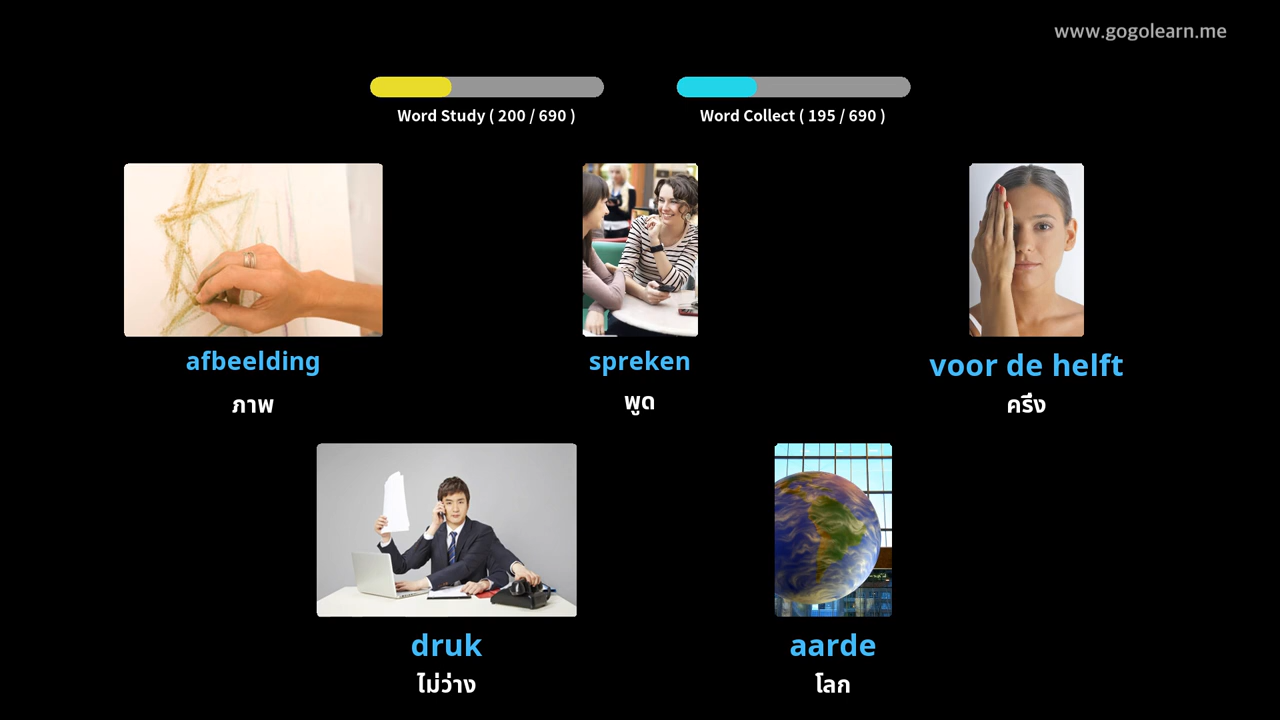 www.gogolearn.me
Word Study ( 200 / 690 )
Word Collect ( 195 / 690 )
afbeelding
ภาพ
spreken
พูด
voor de helft
ครึ่ง
druk
ไม่ว่าง
aarde
โลก